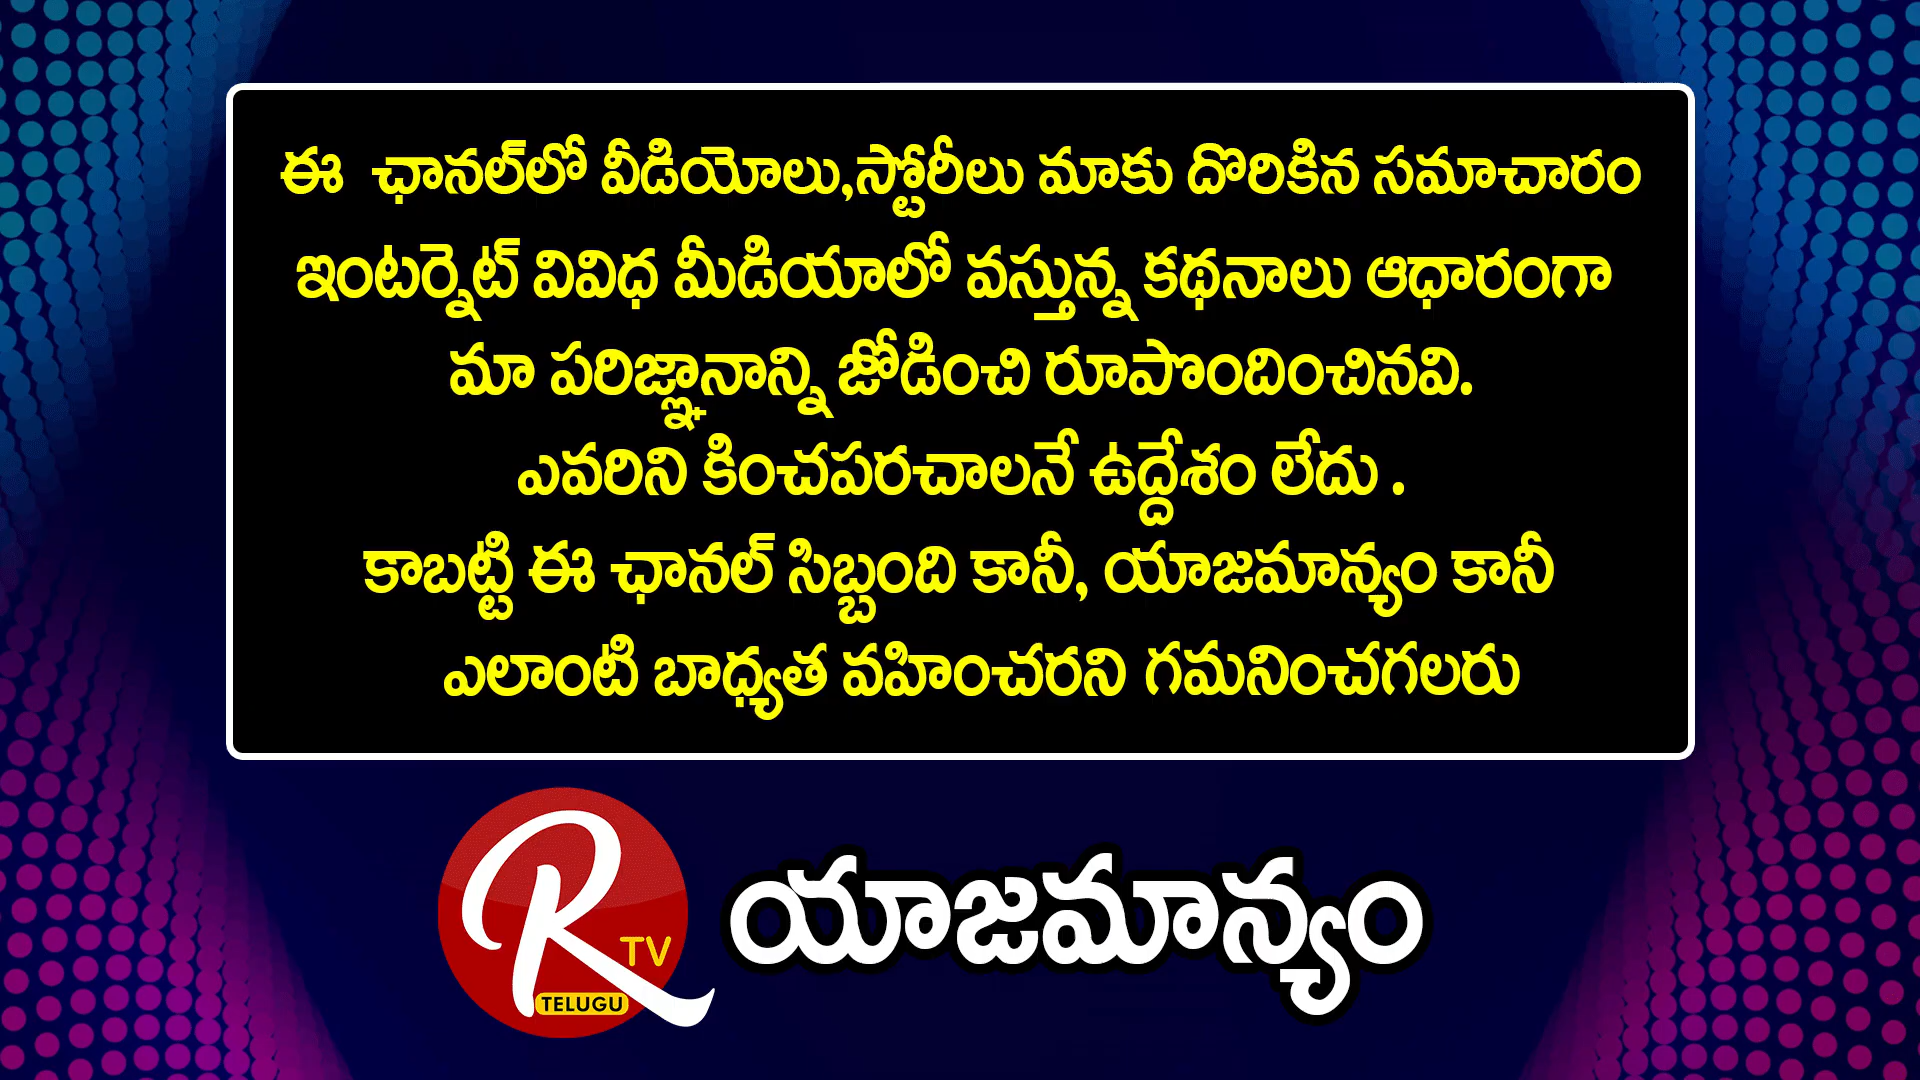 ఈ ఛానల్‌లో వీడియోలు,స్టోరీలు మాకు దొరికిన సమాచారం
ఇంటర్నెట్ వివిధ మీడియాలో వస్తున్న కథనాలు ఆధారంగా
మా పరిజ్ఞానాన్ని జోడించి రూపొందించినవి.
ఎవరిని కించపరచాలనే ఉద్దేశం లేదు .
కాబట్టి ఈ ఛానల్ సిబ్బంది కానీ, యాజమాన్యం కానీ
ఎలాంటి బాధ్యత వహించరని గమనించగలరు
R TV
TELUGU
యాజమాన్యం